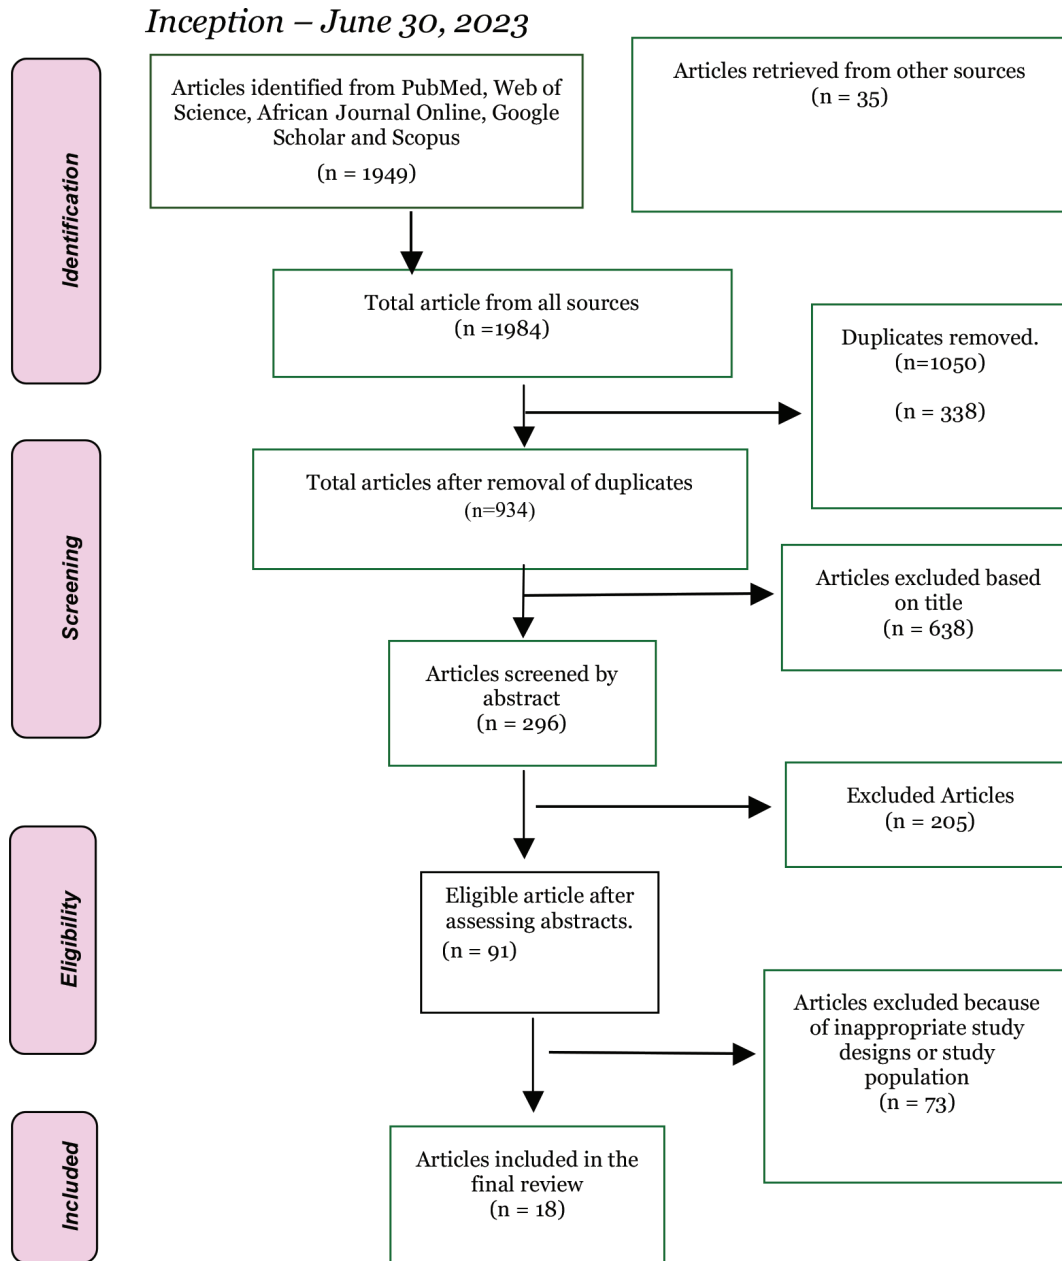 Inception – June 30, 2023
Identification
Articles identified from PubMed, Web of
Science, African Journal Online, Google
Scholar and Scopus
(n = 1949)
Articles retrieved from other sources
(n = 35)
Total article from all sources
(n =1984)
Duplicates removed.
(n=1050)
(n = 338)
Screening
Total articles after removal of duplicates
(n=934)
Articles excluded based
on title
(n = 638)
Articles screened by
abstract
(n = 296)
Excluded Articles
(n = 205)
Eligibility
Eligible article after
assessing abstracts.
(n = 91)
Articles excluded because
of inappropriate study
designs or study
population
(n = 73)
Included
Articles included in the
final review
(n = 18)